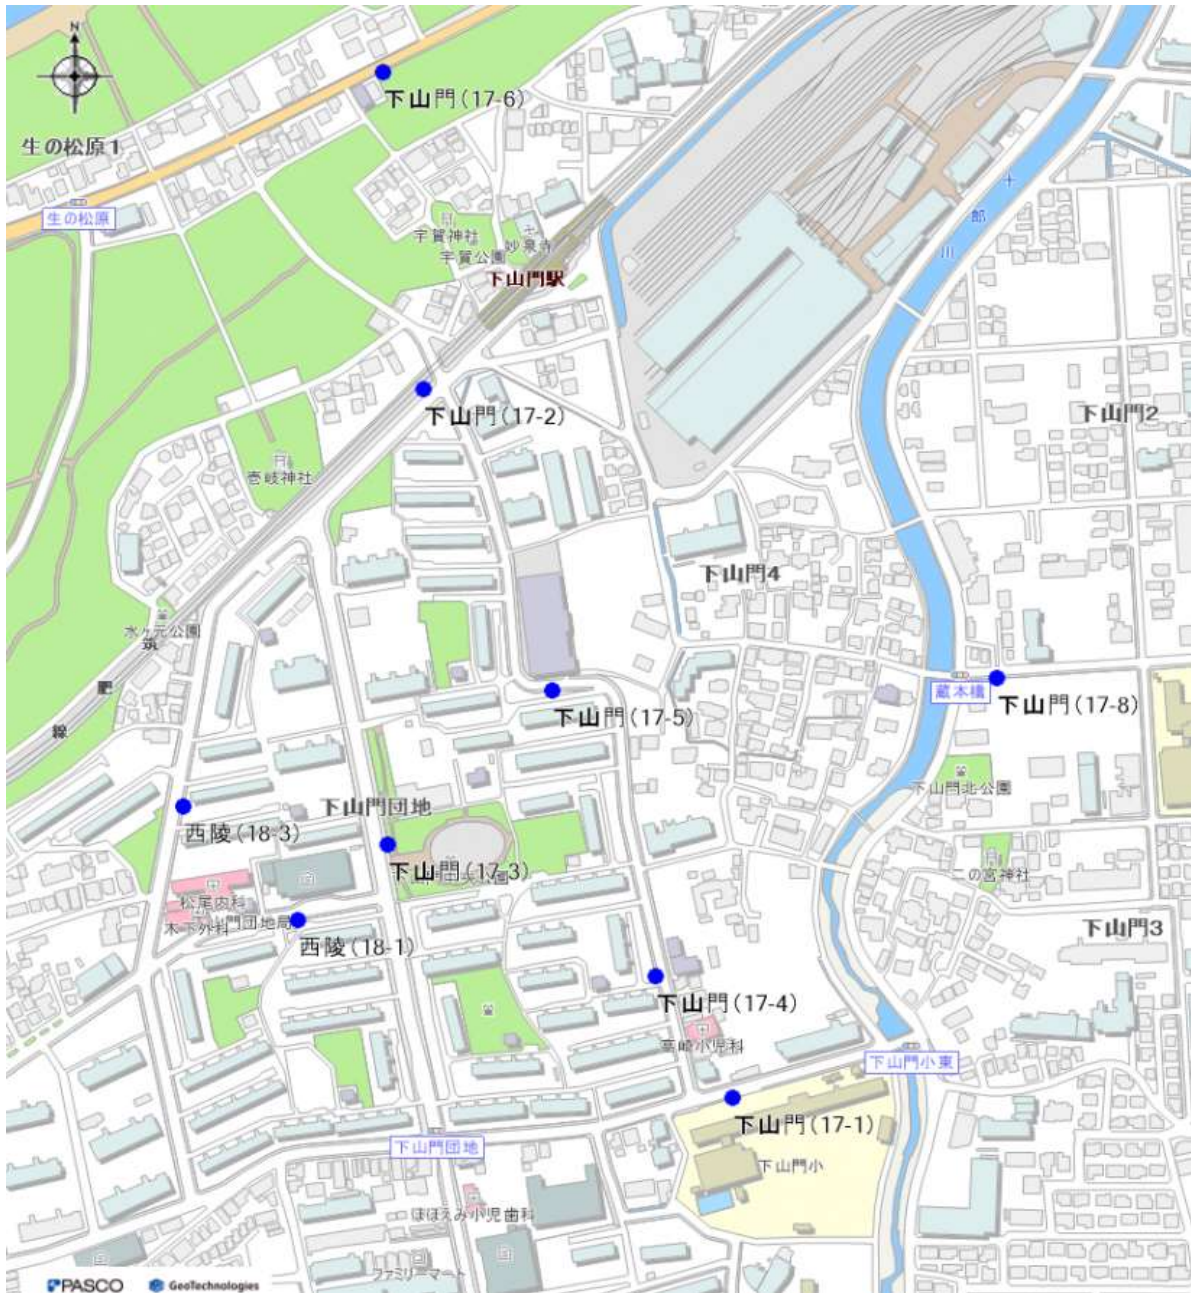 N
下山門(17-6)
生の松原1
生の松原
宇賀神社
宇賀公園
妙泉寺
下山門駅
十
郎
川
下山門(17-2)
下山門2
壱岐神社
下山門4
水ヶ元公園
筑
肥
線
下山門(17-5)
蔵本橋
下山門(17-8)
下山門北公園
下山門団地
西陵(18-3)
下山門(17-3)
二の宮神社
松尾内科
木下外科
山門団地局
西陵(18-1)
下山門3
下山門(17-4)
高崎小児科
下山門小東
下山門(17-1)
下山門団地
下山門小
ほほえみ小児歯科
ファミリーマート
PASCO
GeoTechnologies